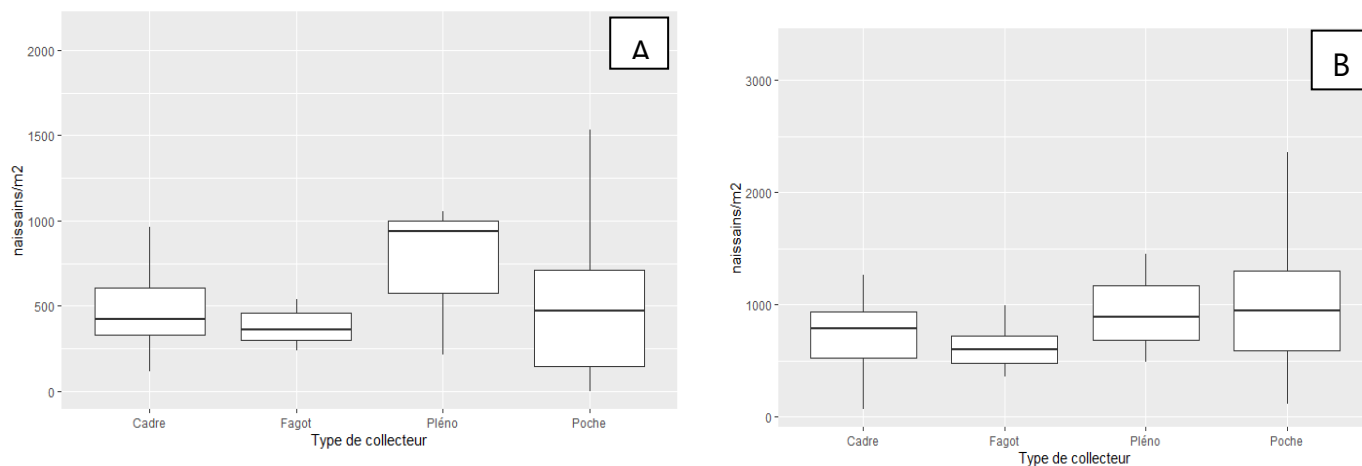 A
2000
1500
1000
500
0
naissains/m2
Cadre
Fagot
Pléno
Poche
Type de collecteur
B
3000
2000
1000
0
naissains/m2
Cadre
Fagot
Pléno
Poche
Type de collecteur